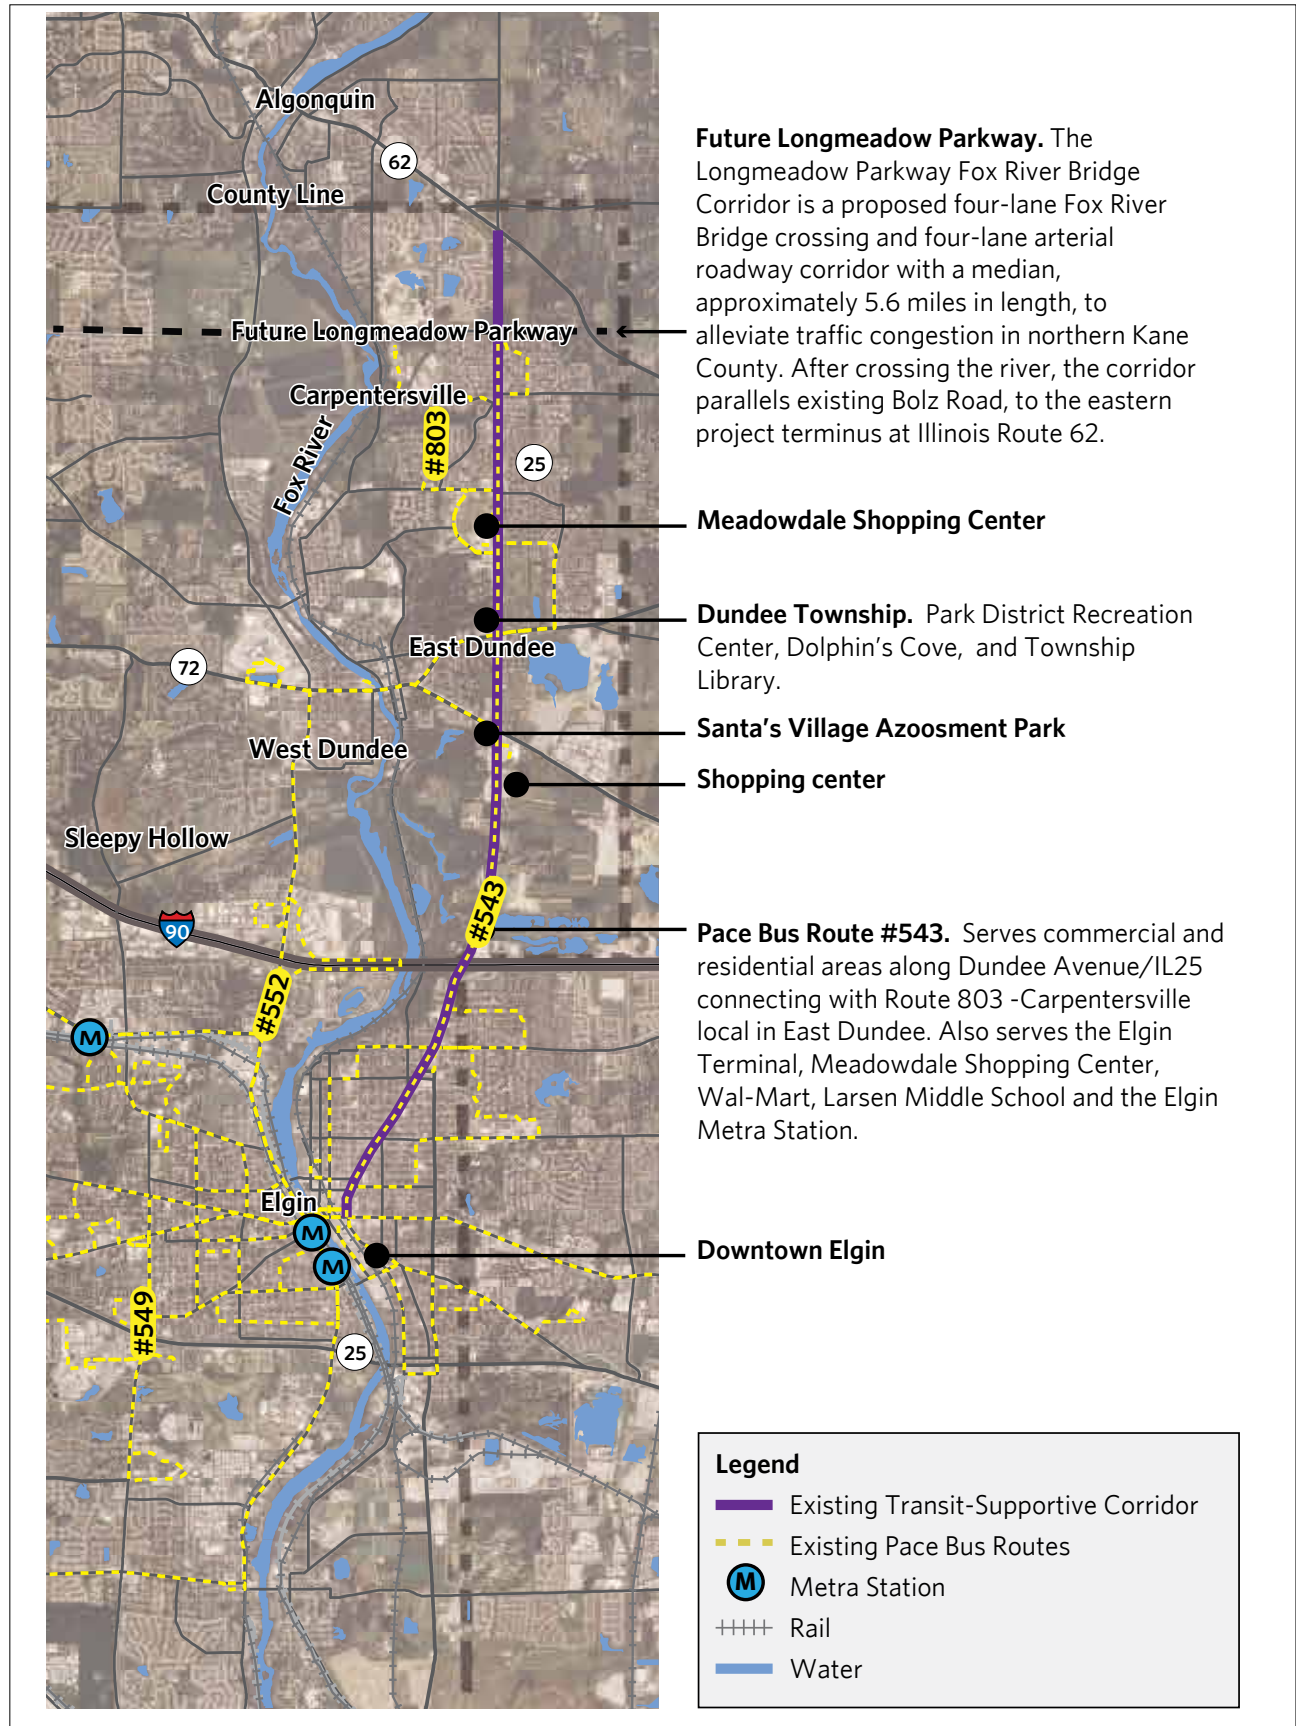 Algonquin
62
County Line
Future Longmeadow Parkway
Carpentersville
#803
Fox River
25
East Dundee
72
West Dundee
Sleepy Hollow
#543
90
#552
M
Elgin
M
M
#549
25
Future Longmeadow Parkway. The
Longmeadow Parkway Fox River Bridge
Corridor is a proposed four-lane Fox River
Bridge crossing and four-lane arterial
roadway corridor with a median,
approximately 5.6 miles in length, to
alleviate traffic congestion in northern Kane
County. After crossing the river, the corridor
parallels existing Bolz Road, to the eastern
project terminus at Illinois Route 62.
Meadowdale Shopping Center
Dundee Township. Park District Recreation
Center, Dolphin's Cove, and Township
Library.
Santa's Village Azoosment Park
Shopping center
Pace Bus Route #543. Serves commercial and
residential areas along Dundee Avenue/IL25
connecting with Route 803 -Carpentersville
local in East Dundee. Also serves the Elgin
Terminal, Meadowdale Shopping Center,
Wal-Mart, Larsen Middle School and the Elgin
Metra Station.
Downtown Elgin
Legend
Existing Transit-Supportive Corridor
Existing Pace Bus Routes
M Metra Station
Rail
Water